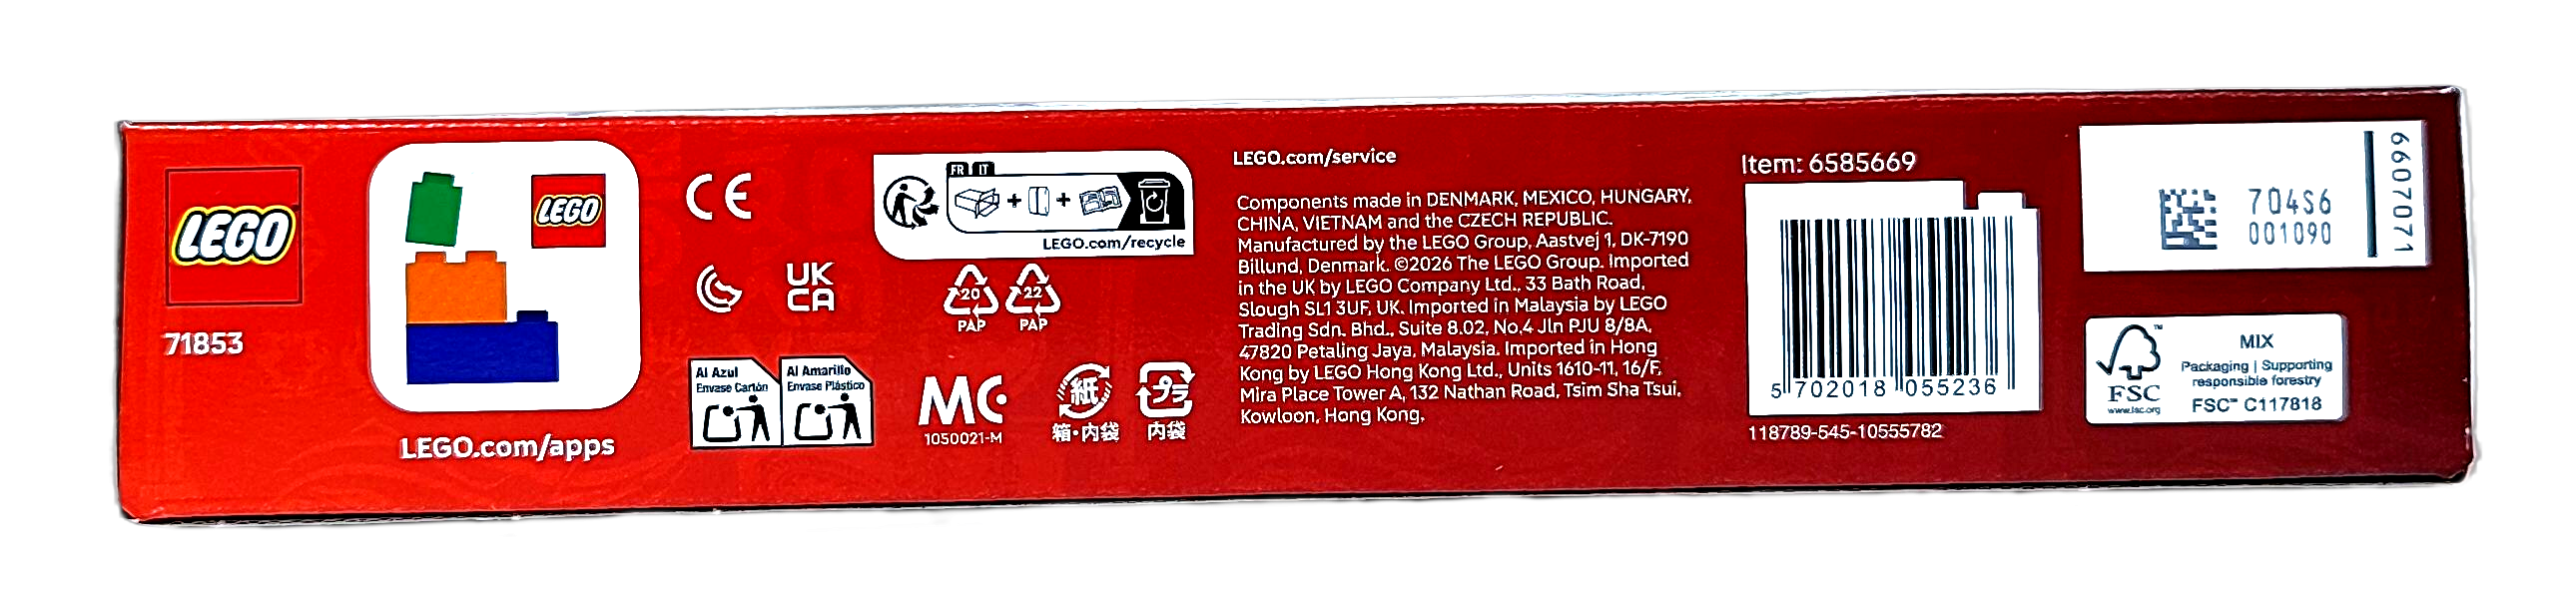 LEGO
71853
LEGO
LEGO.com/apps
CE
UK
CA
FR IT
LEGO.com/recycle
20
PAP
22
PAP
Al Azul
Envase Cartón
Al Amarillo
Envase Plástico
MC
1050021-M
紙
箱・内袋
プラ
内袋
LEGO.com/service
Components made in DENMARK, MEXICO, HUNGARY,
CHINA, VIETNAM and the CZECH REPUBLIC.
Manufactured by the LEGO Group, Aastvej 1, DK-7190
Billund, Denmark. ©2026 The LEGO Group. Imported
in the UK by LEGO Company Ltd., 33 Bath Road,
Slough SL1 3UF, UK. Imported in Malaysia by LEGO
Trading Sdn. Bhd., Suite 8.02, No.4 Jln PJU 8/8A,
47820 Petaling Jaya, Malaysia. Imported in Hong
Kong by LEGO Hong Kong Ltd., Units 1610-11, 16/F,
Mira Place Tower A, 132 Nathan Road, Tsim Sha Tsui,
Kowloon, Hong Kong.
Item: 6585669
5 702018 055236
118789-545-10555782
704S6
001090
6607071
FSC
www.fsc.org
MIX
Packaging | Supporting
responsible forestry
FSC™ C117818